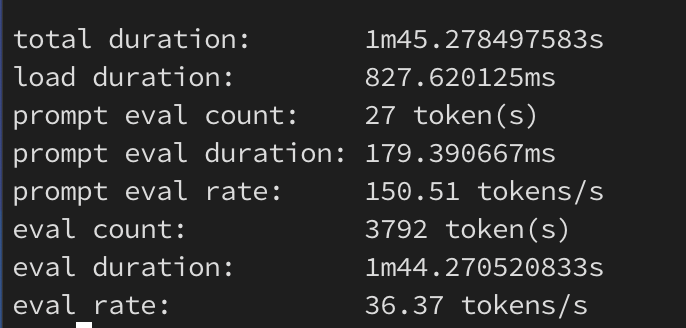 total duration:       1m45.278497583s
load duration:        827.620125ms
prompt eval count:    27 token(s)
prompt eval duration: 179.390667ms
prompt eval rate:     150.51 tokens/s
eval count:           3792 token(s)
eval duration:        1m44.270520833s
eval rate:            36.37 tokens/s